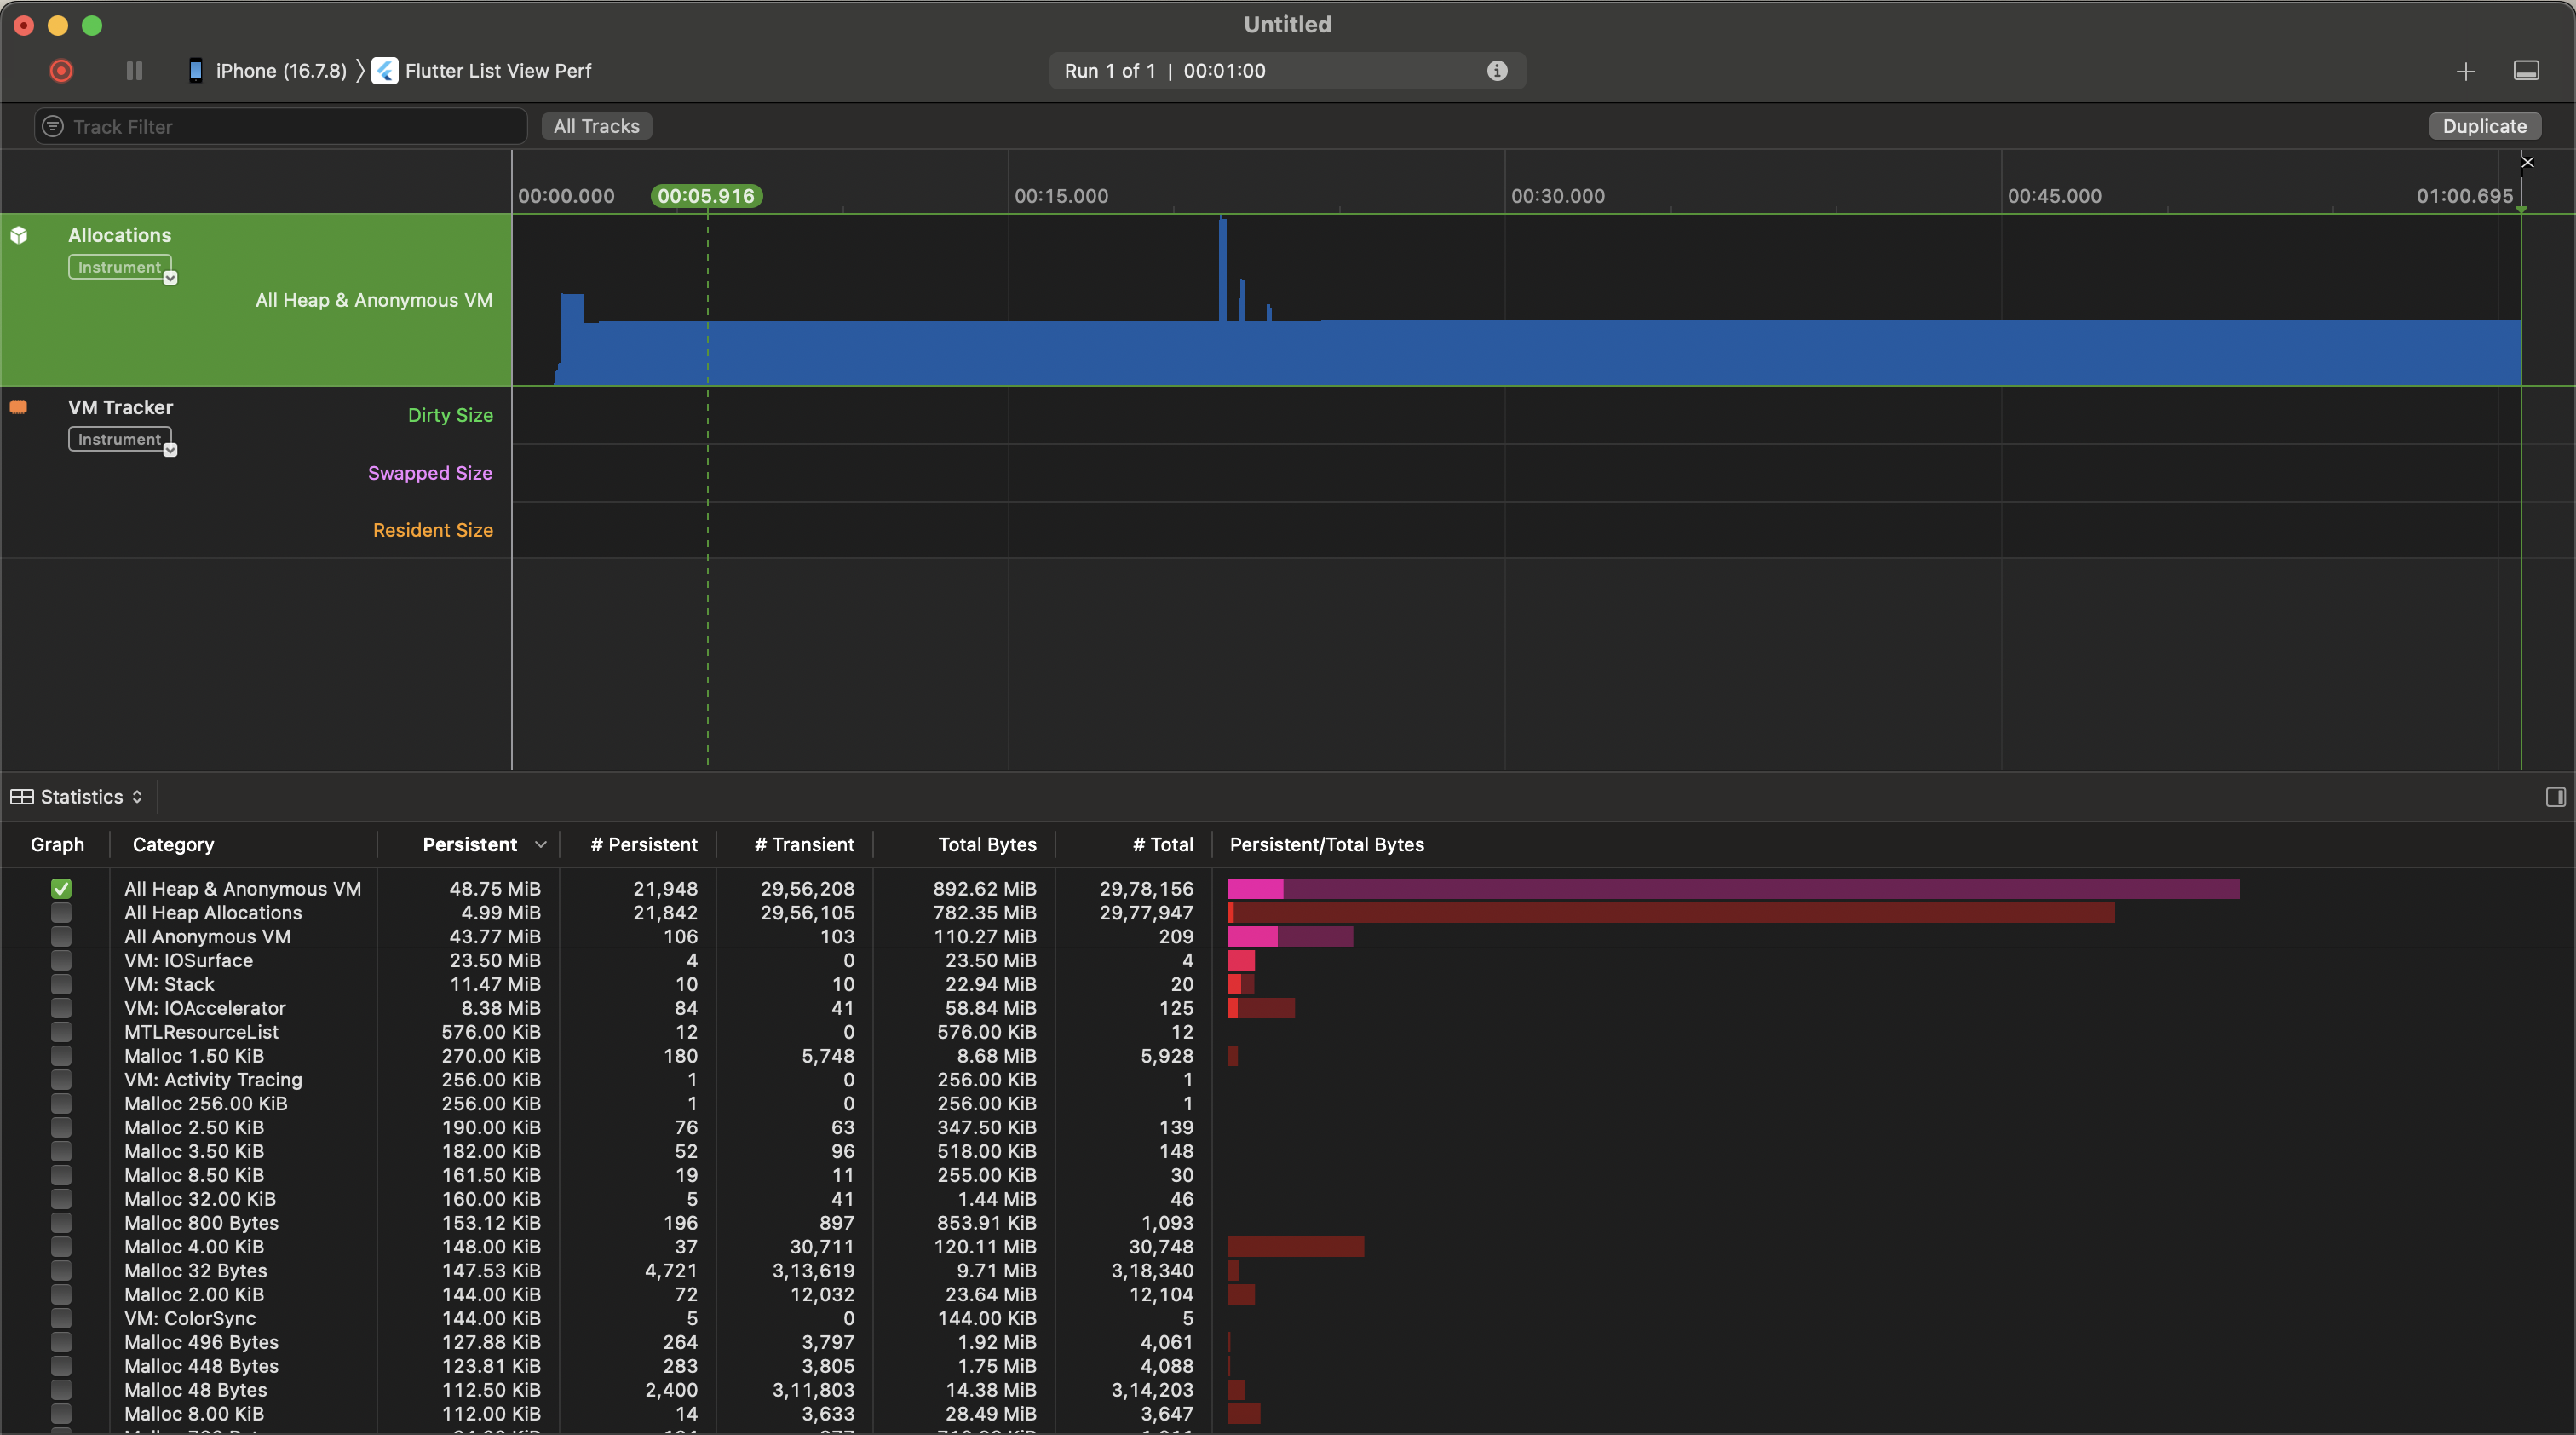 Untitled
iPhone (16.7.8) 〉 Flutter List View Perf
Run 1 of 1 | 00:01:00
Track Filter
All Tracks
Duplicate
00:00.000 00:05.916 00:15.000 00:30.000 00:45.000 01:00.695
Allocations
Instrument
All Heap & Anonymous VM
VM Tracker
Instrument
Dirty Size
Swapped Size
Resident Size
Statistics
Graph Category Persistent # Persistent # Transient Total Bytes # Total Persistent/Total Bytes
All Heap & Anonymous VM 48.75 MiB 21,948 29,56,208 892.62 MiB 29,78,156
All Heap Allocations 4.99 MiB 21,842 29,56,105 782.35 MiB 29,77,947
All Anonymous VM 43.77 MiB 106 103 110.27 MiB 209
VM: IOSurface 23.50 MiB 4 0 23.50 MiB 4
VM: Stack 11.47 MiB 10 10 22.94 MiB 20
VM: IOAccelerator 8.38 MiB 84 41 58.84 MiB 125
MTLResourceList 576.00 KiB 12 0 576.00 KiB 12
Malloc 1.50 KiB 270.00 KiB 180 5,748 8.68 MiB 5,928
VM: Activity Tracing 256.00 KiB 1 0 256.00 KiB 1
Malloc 256.00 KiB 256.00 KiB 1 0 256.00 KiB 1
Malloc 2.50 KiB 190.00 KiB 76 63 347.50 KiB 139
Malloc 3.50 KiB 182.00 KiB 52 96 518.00 KiB 148
Malloc 8.50 KiB 161.50 KiB 19 11 255.00 KiB 30
Malloc 32.00 KiB 160.00 KiB 5 41 1.44 MiB 46
Malloc 800 Bytes 153.12 KiB 196 897 853.91 KiB 1,093
Malloc 4.00 KiB 148.00 KiB 37 30,711 120.11 MiB 30,748
Malloc 32 Bytes 147.53 KiB 4,721 3,13,619 9.71 MiB 3,18,340
Malloc 2.00 KiB 144.00 KiB 72 12,032 23.64 MiB 12,104
VM: ColorSync 144.00 KiB 5 0 144.00 KiB 5
Malloc 496 Bytes 127.88 KiB 264 3,797 1.92 MiB 4,061
Malloc 448 Bytes 123.81 KiB 283 3,805 1.75 MiB 4,088
Malloc 48 Bytes 112.50 KiB 2,400 3,11,803 14.38 MiB 3,14,203
Malloc 8.00 KiB 112.00 KiB 14 3,633 28.49 MiB 3,647